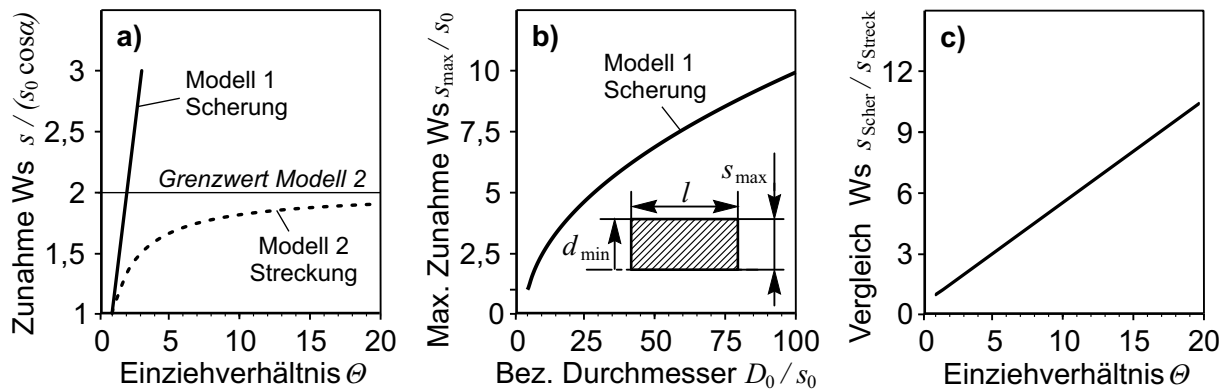 a)
Zunahme Ws s / (s0 cosα)
3
2,5
2
1,5
1
Modell 1
Scherung
Grenzwert Modell 2
Modell 2
Streckung
0 5 10 15 20
Einziehverhältnis Θ
b)
Max. Zunahme Ws smax / s0
10
7,5
5
2,5
0
Modell 1
Scherung
smax
l
dmin
0 25 50 75 100
Bez. Durchmesser D0 / s0
c)
Vergleich Ws sScher / sStreck
12
9
6
3
0
0 5 10 15 20
Einziehverhältnis Θ